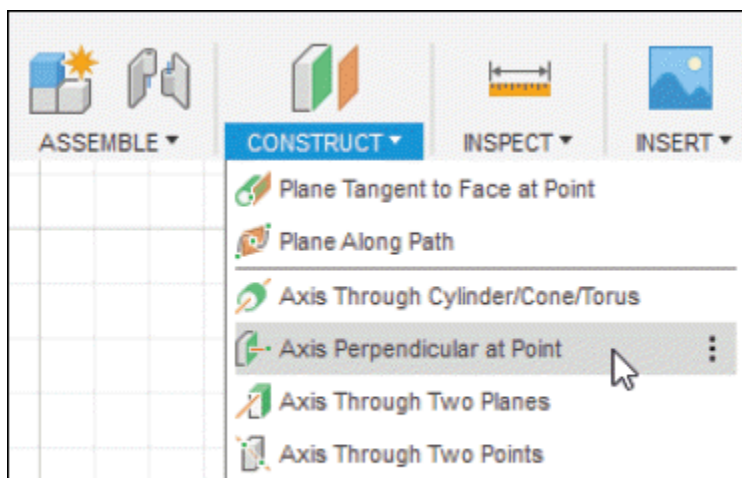 ASSEMBLE CONSTRUCT INSPECT INSERT
Plane Tangent to Face at Point
Plane Along Path
Axis Through Cylinder/Cone/Torus
Axis Perpendicular at Point
Axis Through Two Planes
Axis Through Two Points